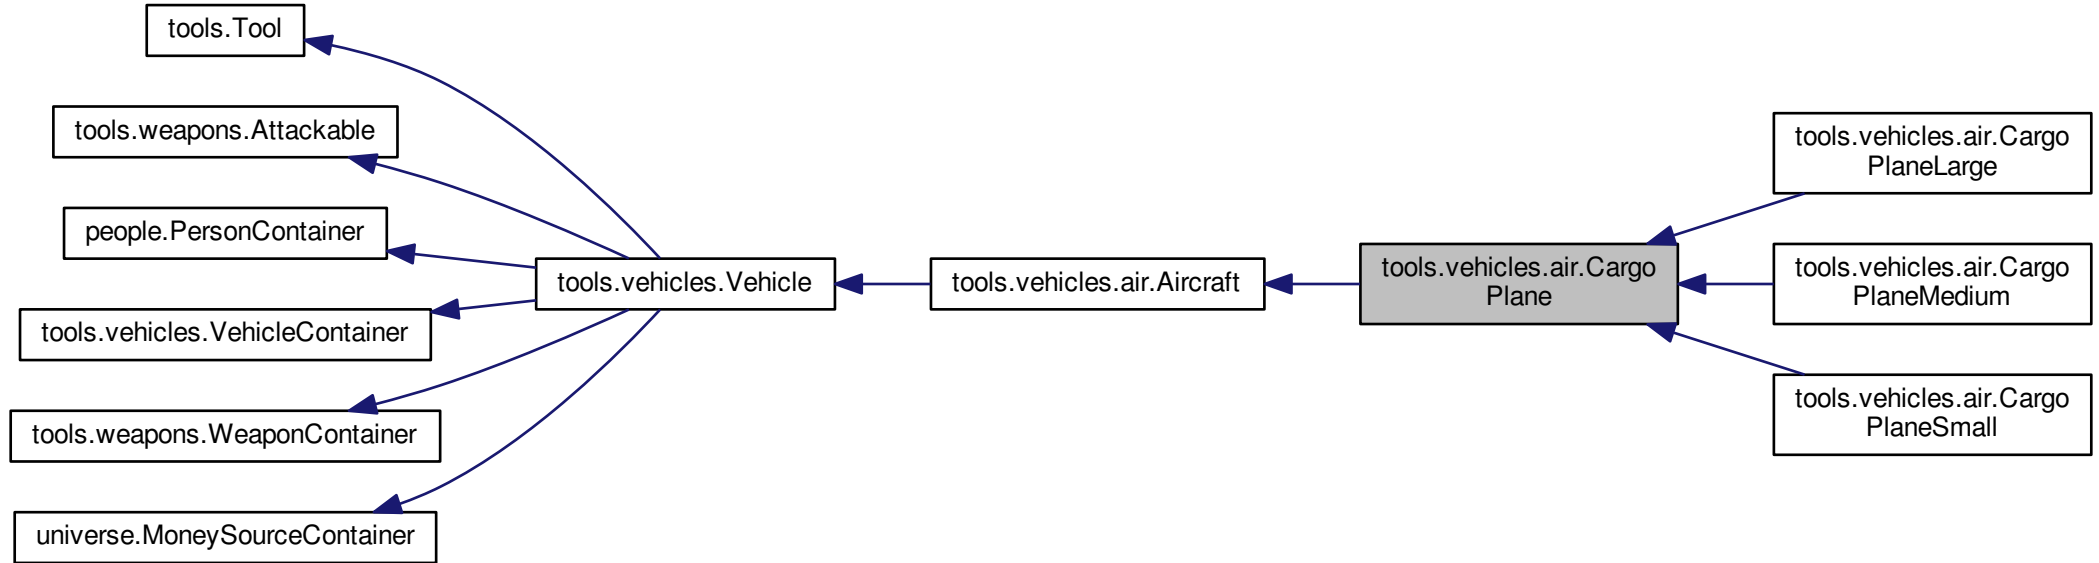 tools.Tool
tools.weapons.Attackable
people.PersonContainer
tools.vehicles.VehicleContainer
tools.weapons.WeaponContainer
universe.MoneySourceContainer
tools.vehicles.Vehicle
tools.vehicles.air.Aircraft
tools.vehicles.air.Cargo
Plane
tools.vehicles.air.Cargo
PlaneLarge
tools.vehicles.air.Cargo
PlaneMedium
tools.vehicles.air.Cargo
PlaneSmall